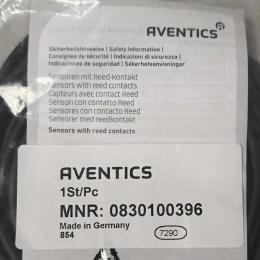 AVENTICS
Sicherheitshinweise | Safety information |
Consignes de sécurité | Indicazioni di sicurezza |
Indicaciones de seguridad | Säkerhetsanvisningar
Sensoren mit Reed-Kontakt
Sensors with reed contacts
Capteurs avec contact Reed
Sensori con contatto Reed
Sensores con contacto Reed
Sensorer med reedkontakt
Sensors with reed contacts
AVENTICS
1St/Pc
MNR: 0830100396
Made in Germany
854
7290